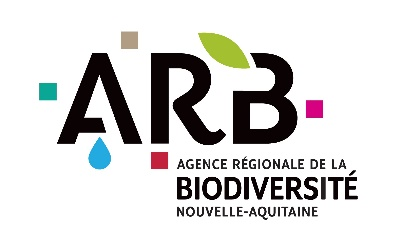 ARB
AGENCE RÉGIONALE DE LA
BIODIVERSITÉ
NOUVELLE-AQUITAINE